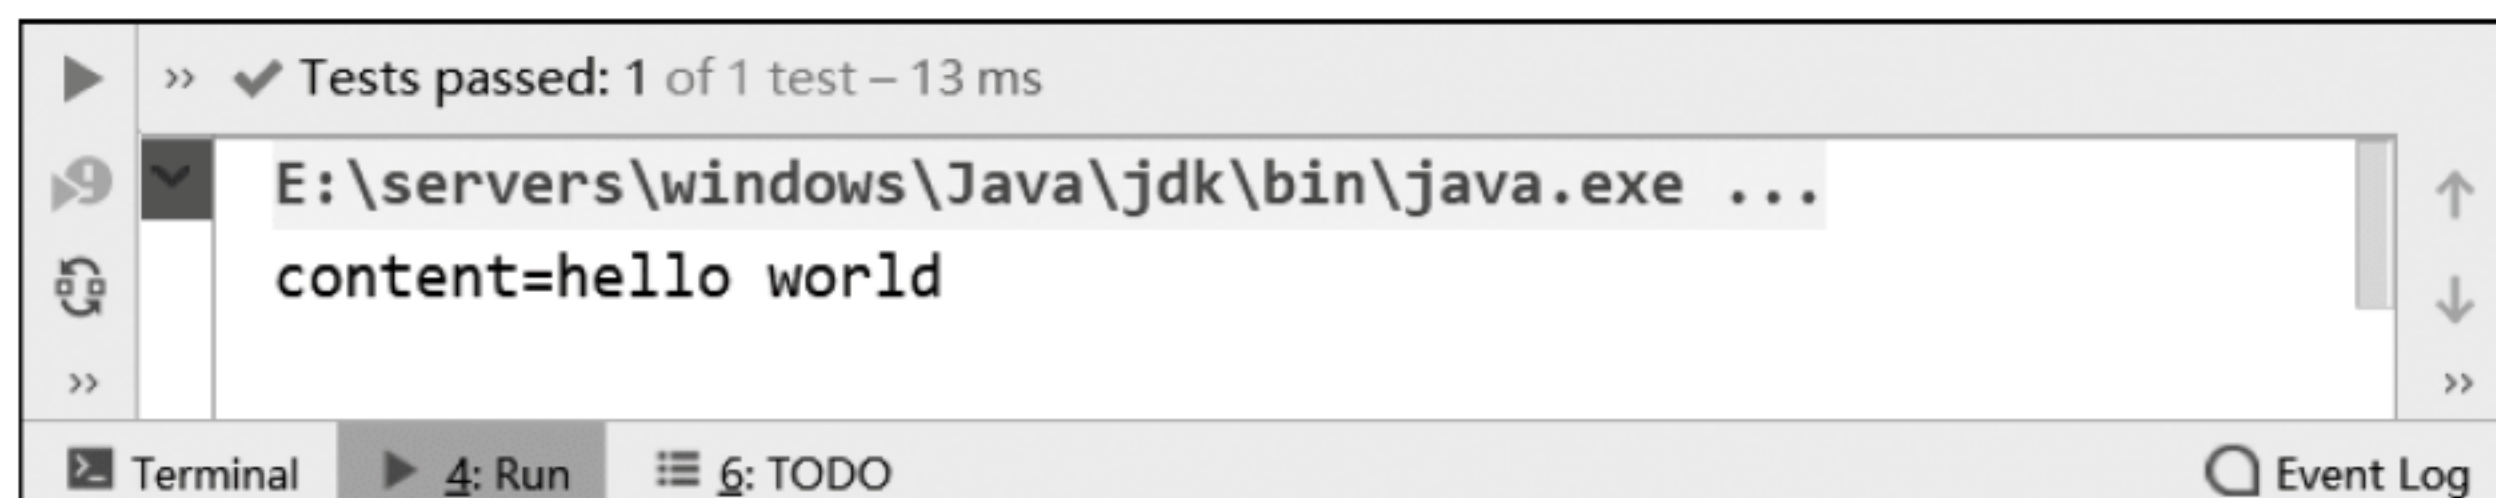 Tests passed: 1 of 1 test – 13 ms
E:\servers\windows\Java\jdk\bin\java.exe ...
content=hello world
Terminal 4: Run 6: TODO Event Log